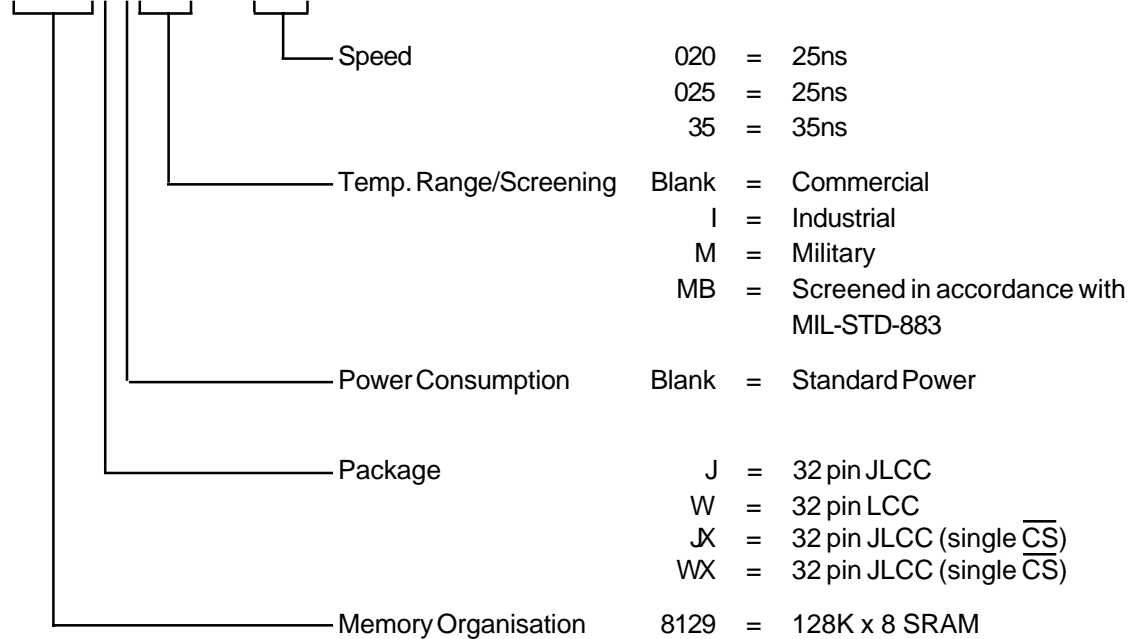 Speed 020 = 25ns
025 = 25ns
35 = 35ns
Temp. Range/Screening Blank = Commercial
I = Industrial
M = Military
MB = Screened in accordance with
MIL-STD-883
Power Consumption Blank = Standard Power
Package J = 32 pin JLCC
W = 32 pin LCC
JX = 32 pin JLCC (single C̅S̅)
WX = 32 pin JLCC (single C̅S̅)
Memory Organisation 8129 = 128K x 8 SRAM